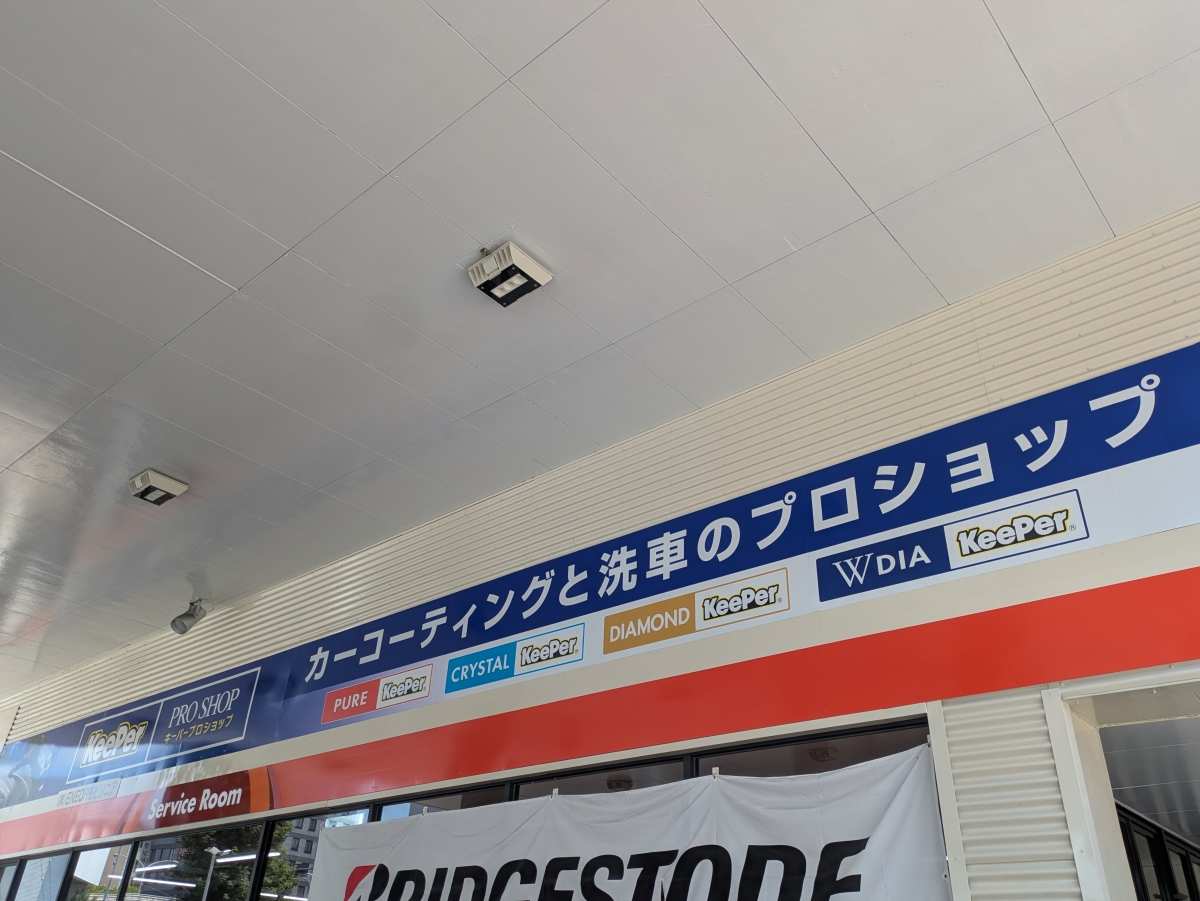 カーコーティングと洗車のプロショップ
KeePer PRO SHOP
キーパープロショップ
PURE KeePer
CRYSTAL KeePer
DIAMOND KeePer®
W DIA KeePer®
Service Room
BRIDGESTONE